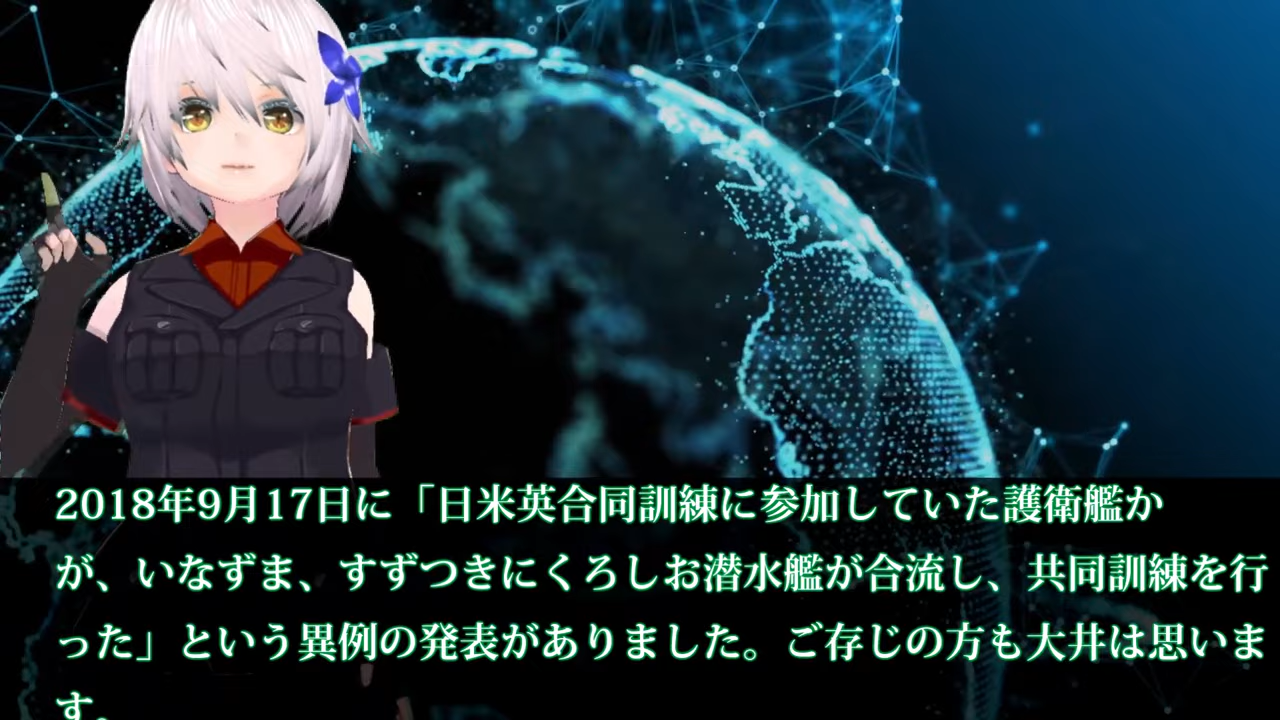 2018年9月17日に「日米英合同訓練に参加していた護衛艦か
が、いなずま、すずつきにくろしお潜水艦が合流し、共同訓練を行
った」という異例の発表がありました。ご存じの方も大井は思いま
す。